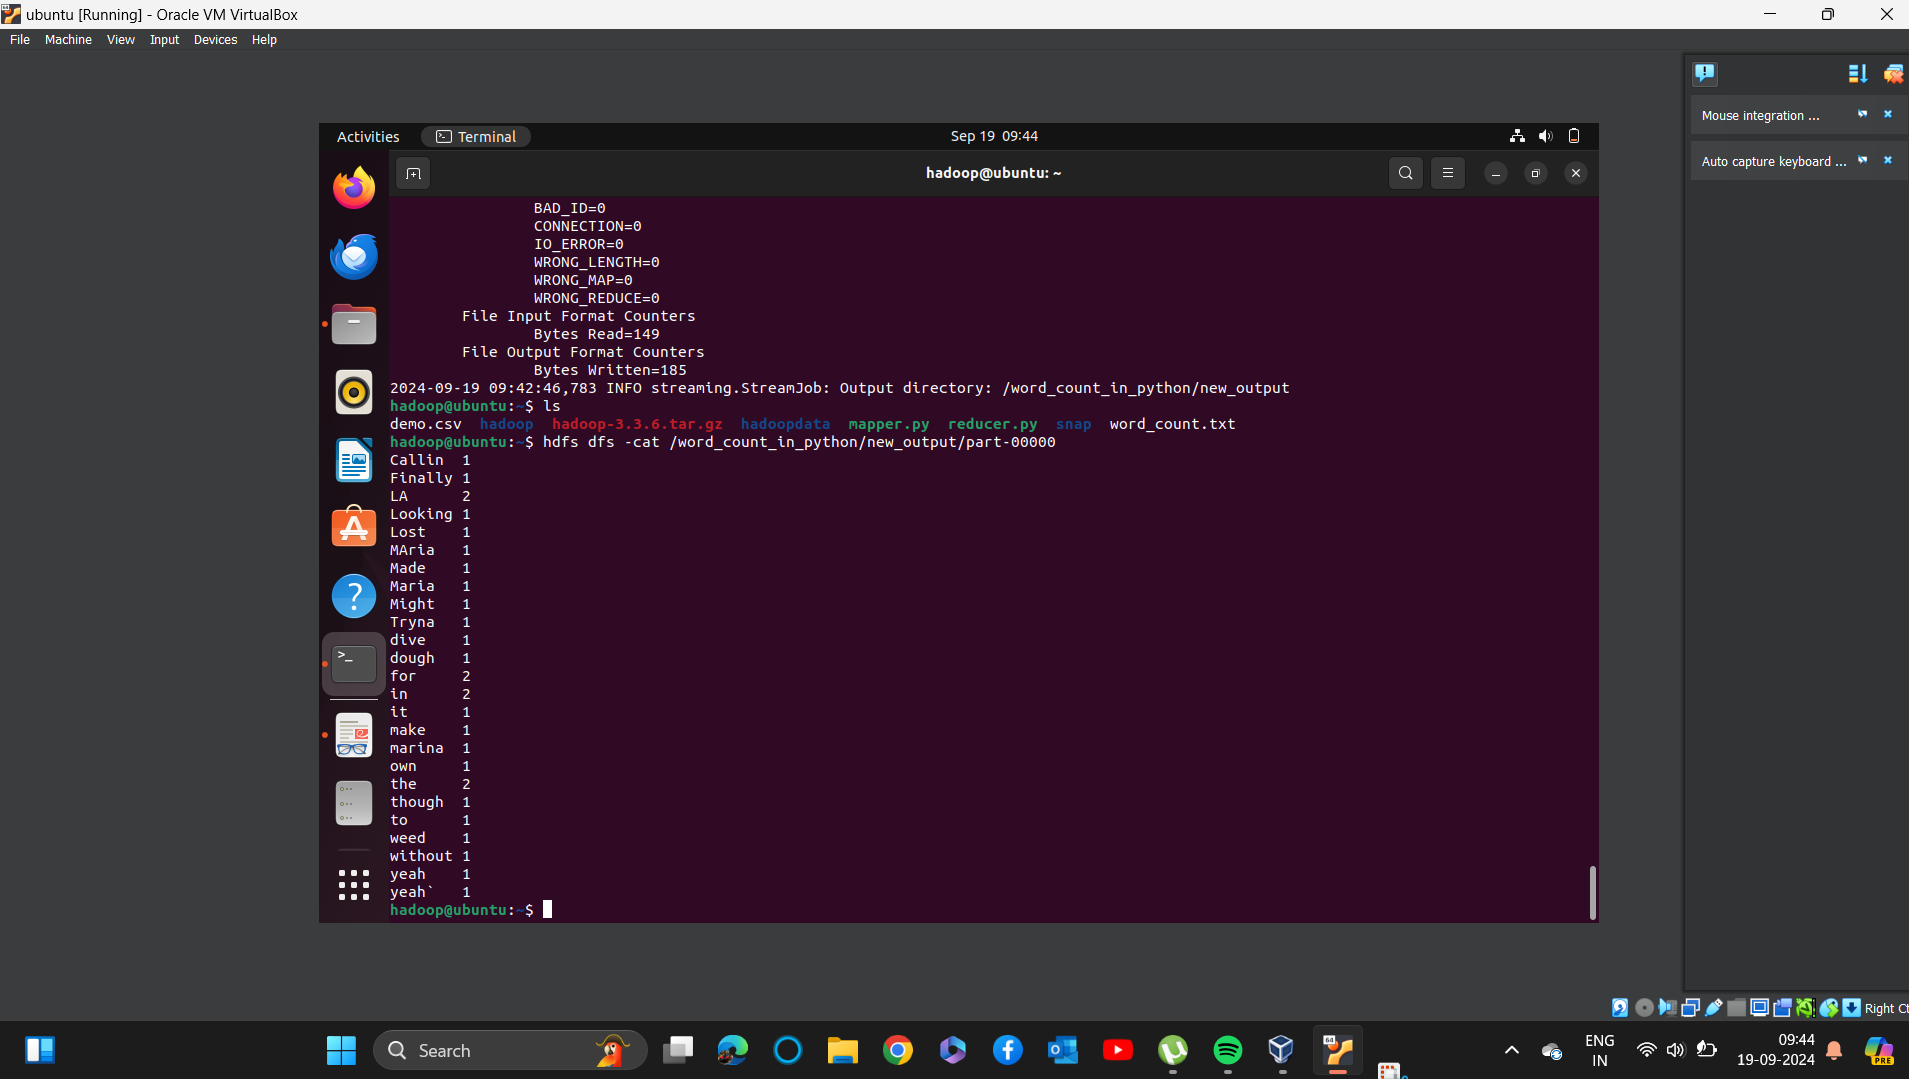 ubuntu [Running] - Oracle VM VirtualBox
File Machine View Input Devices Help
Mouse integration ...
Auto capture keyboard ...
Activities Terminal Sep 19 09:44
hadoop@ubuntu: ~
BAD_ID=0
CONNECTION=0
IO_ERROR=0
WRONG_LENGTH=0
WRONG_MAP=0
WRONG_REDUCE=0
File Input Format Counters
Bytes Read=149
File Output Format Counters
Bytes Written=185
2024-09-19 09:42:46,783 INFO streaming.StreamJob: Output directory: /word_count_in_python/new_output
hadoop@ubuntu:~$ ls
demo.csv hadoop hadoop-3.3.6.tar.gz hadoopdata mapper.py reducer.py snap word_count.txt
hadoop@ubuntu:~$ hdfs dfs -cat /word_count_in_python/new_output/part-00000
Callin 1
Finally 1
LA 2
Looking 1
Lost 1
MAria 1
Made 1
Maria 1
Might 1
Tryna 1
dive 1
dough 1
for 2
in 2
it 1
make 1
marina 1
own 1
the 2
though 1
to 1
weed 1
without 1
yeah 1
yeah` 1
hadoop@ubuntu:~$
Right Ct
Search
ENG
IN
09:44
19-09-2024
PRE
64